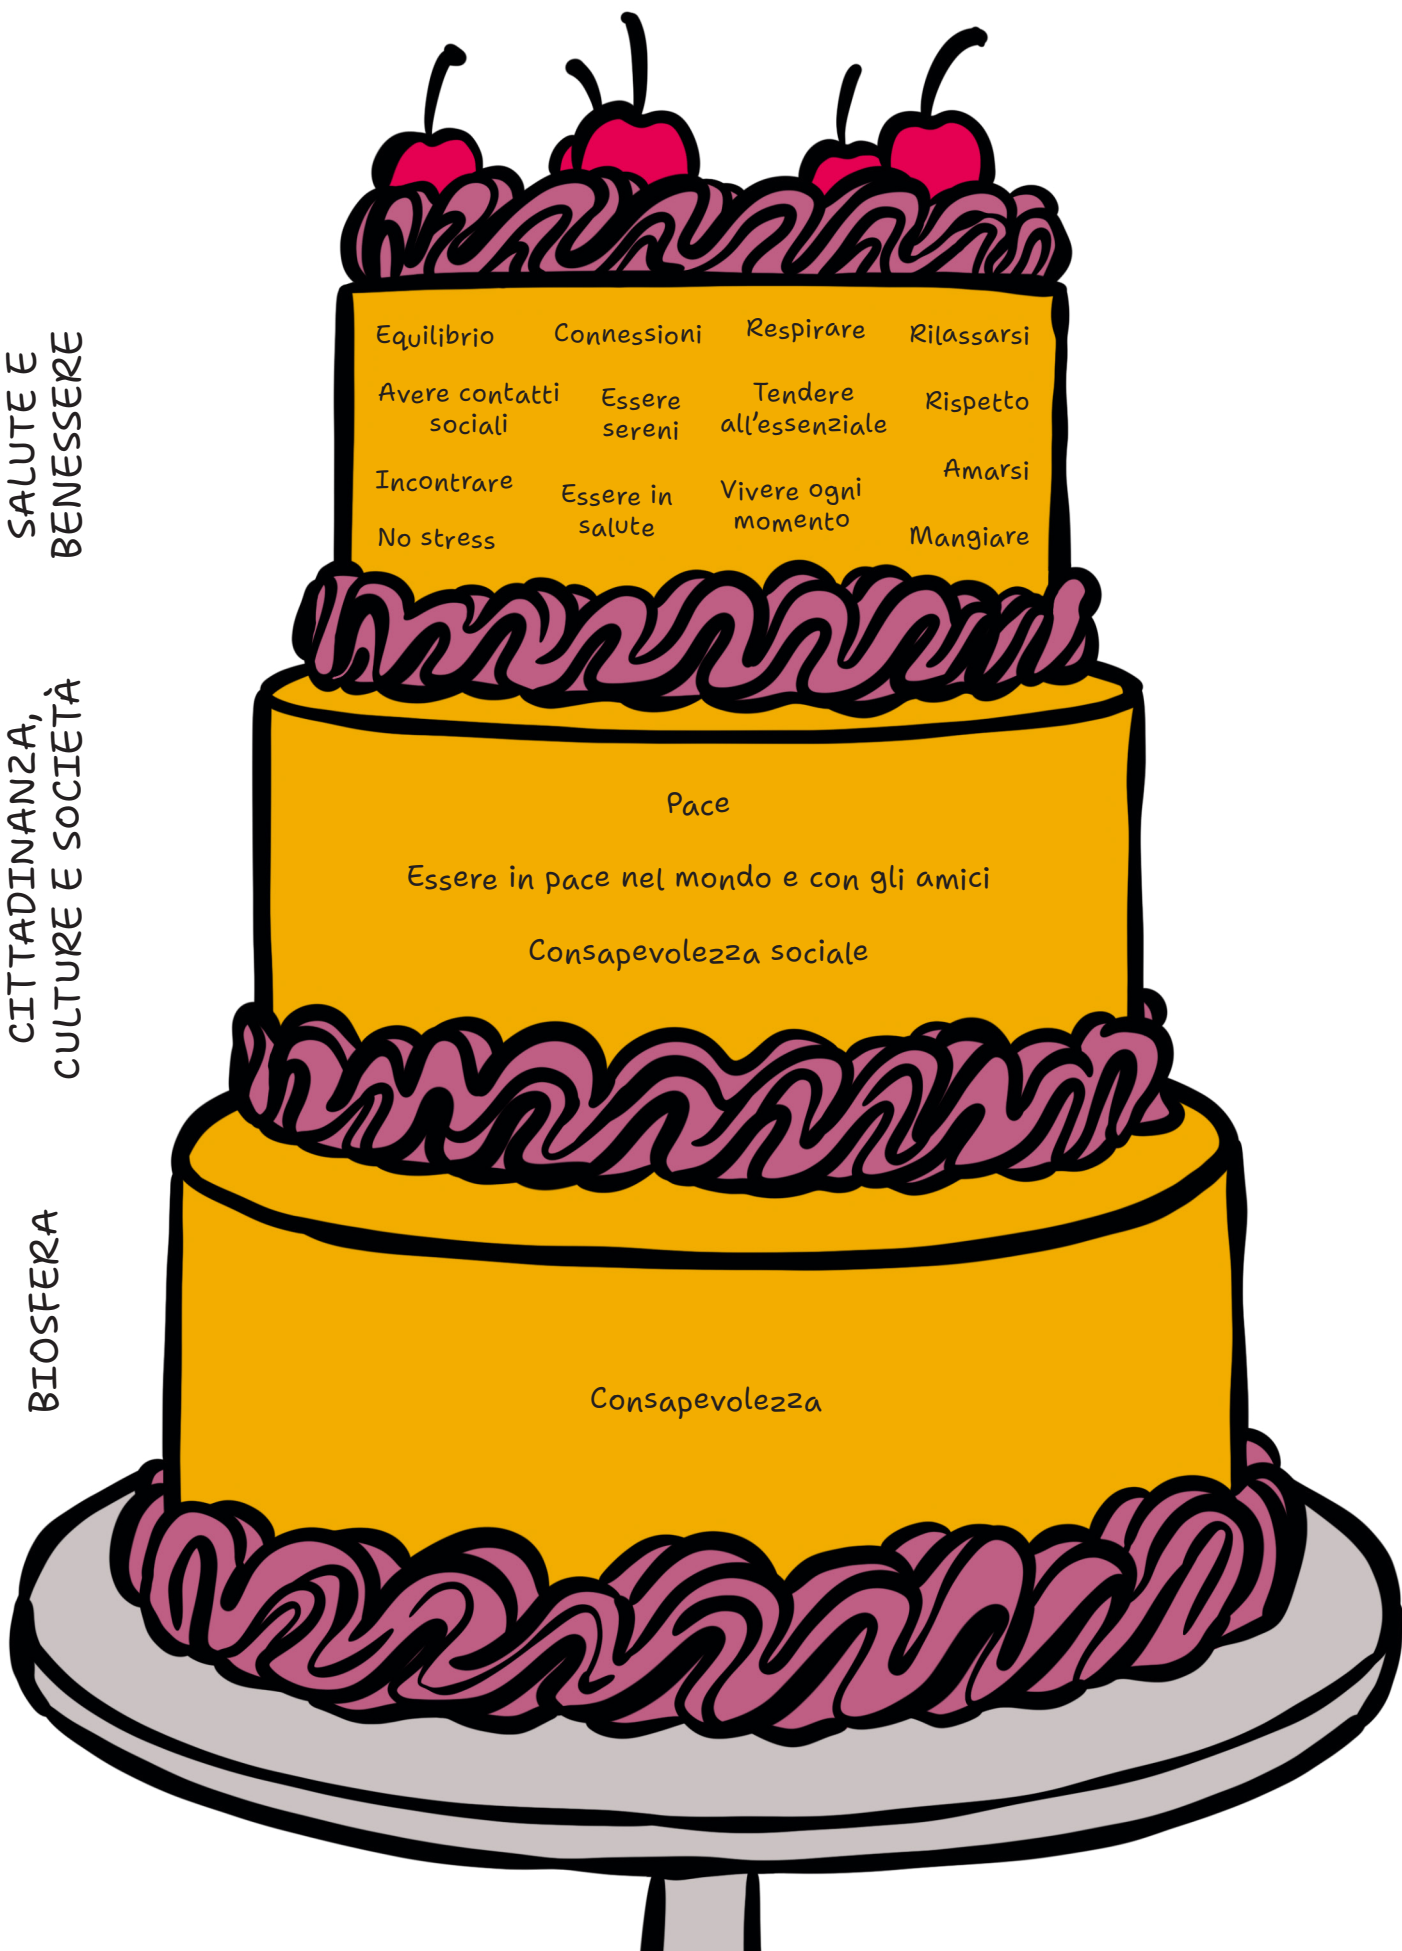 SALUTE E
BENESSERE
Equilibrio
Connessioni
Respirare
Rilassarsi
Avere contatti
sociali
Essere
sereni
Tendere
all'essenziale
Rispetto
Incontrare
Essere in
salute
Vivere ogni
momento
Amarsi
No stress
Mangiare
CITTADINANZA,
CULTURE E SOCIETÀ
Pace
Essere in pace nel mondo e con gli amici
Consapevolezza sociale
BIOSFERA
Consapevolezza